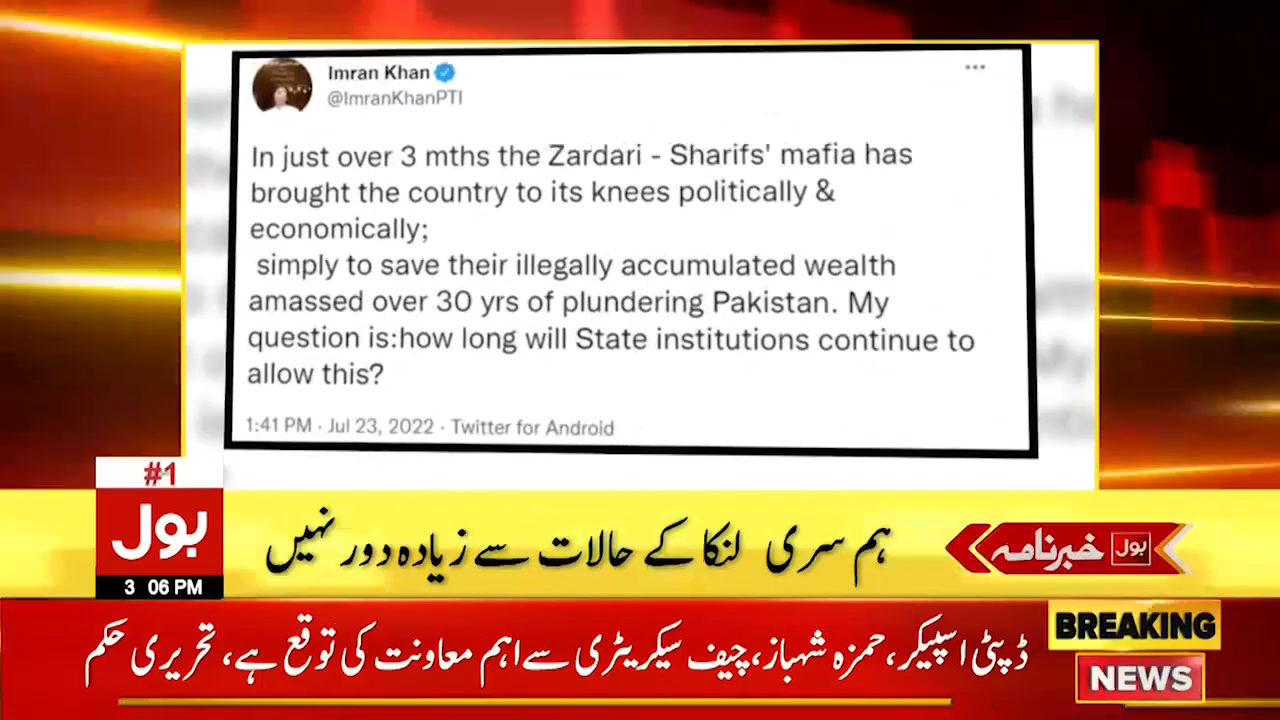 Imran Khan
@ImranKhanPTI
In just over 3 mths the Zardari - Sharifs' mafia has
brought the country to its knees politically &
economically;
simply to save their illegally accumulated wealth
amassed over 30 yrs of plundering Pakistan. My
question is:how long will State institutions continue to
allow this?
1:41 PM · Jul 23, 2022 · Twitter for Android
#1
بول
3 06 PM
ہم سری لنکا کے حالات سے زیادہ دور نہیں
بول خبرنامہ
ڈپٹی اسپیکر، حمزہ شہباز، چیف سیکریٹری سے اہم معاونت کی توقع ہے، تحریری حکم
BREAKING
NEWS